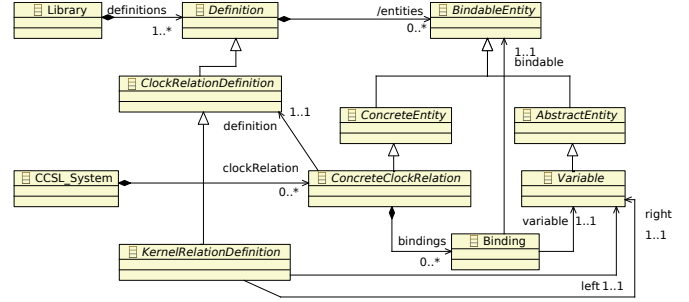 Library
definitions
1..*
Definition
/entities
0..*
BindableEntity
1..1
bindable
ClockRelationDefinition
1..1
definition
ConcreteEntity
AbstractEntity
CCSL_System
clockRelation
0..*
ConcreteClockRelation
Variable
variable
1..1
right
1..1
bindings
0..*
Binding
KernelRelationDefinition
left 1..1